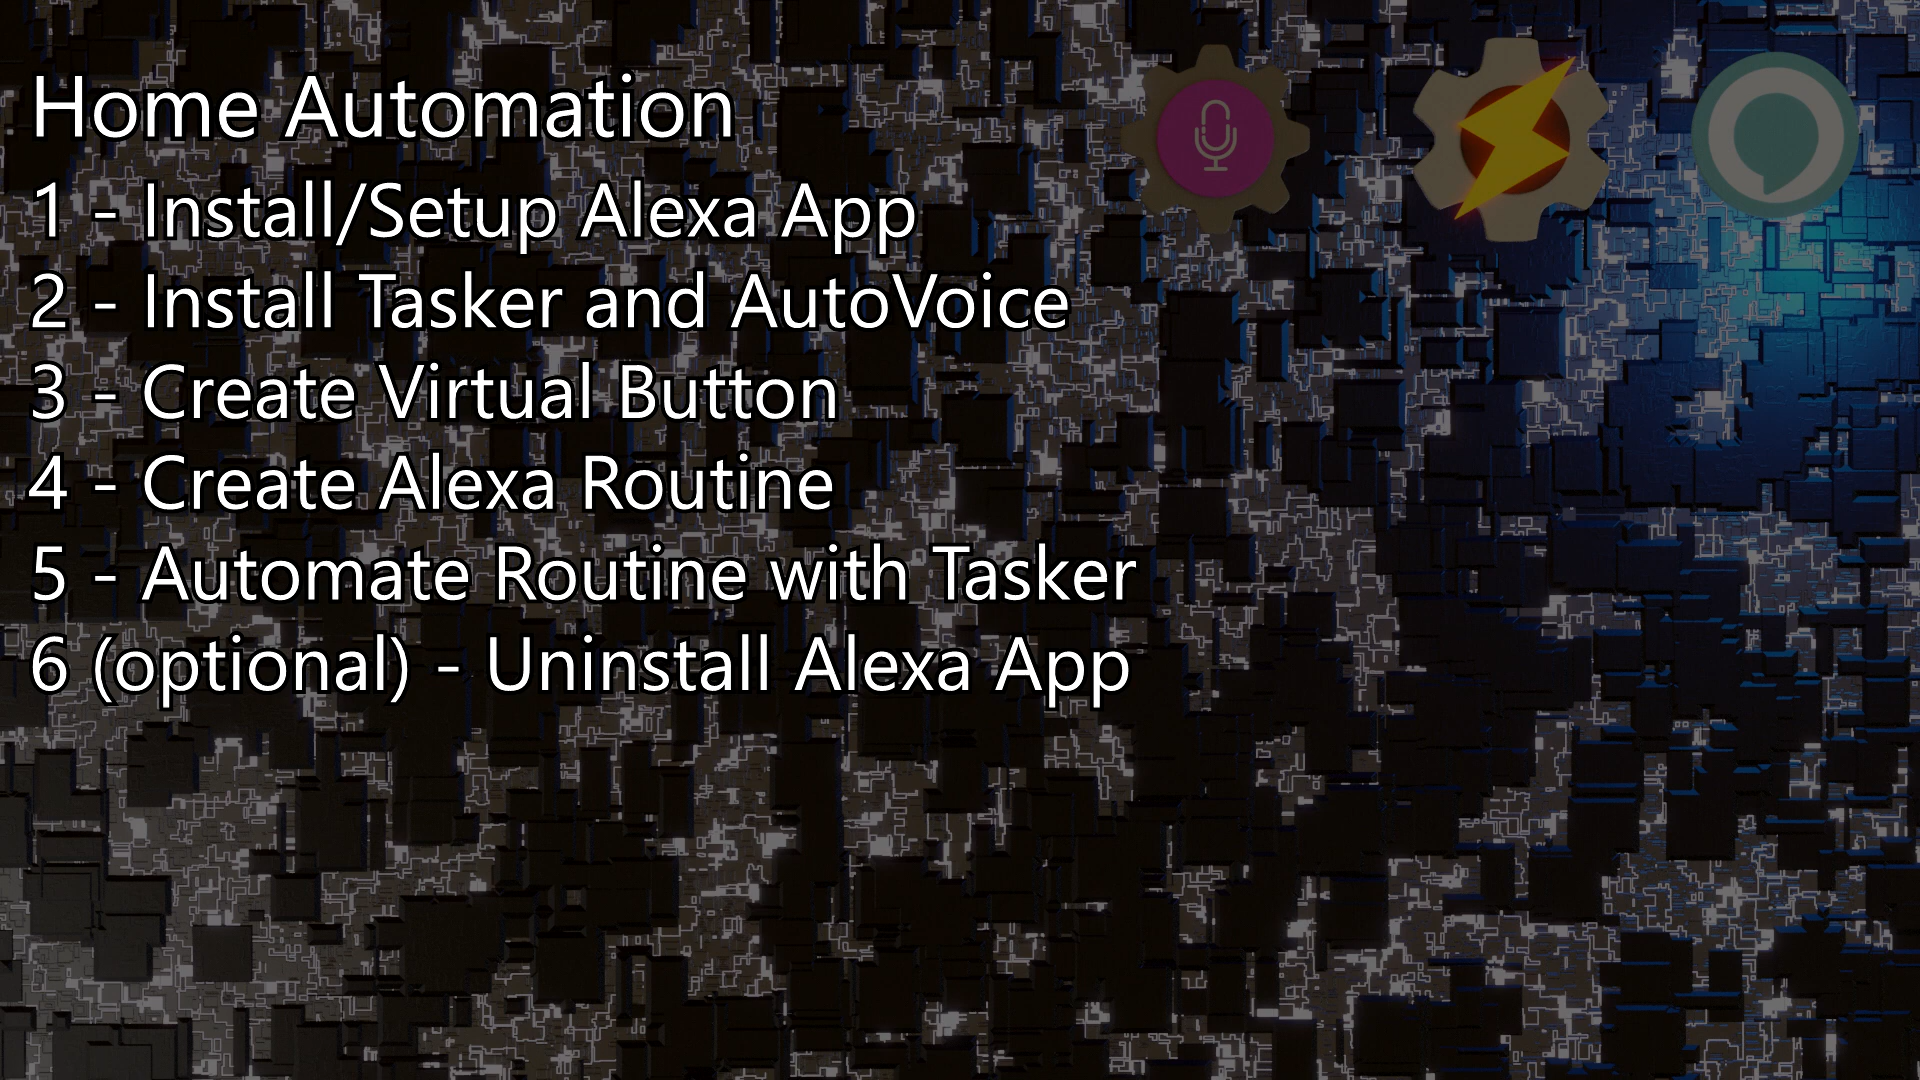 Home Automation
1 - Install/Setup Alexa App
2 - Install Tasker and AutoVoice
3 - Create Virtual Button
4 - Create Alexa Routine
5 - Automate Routine with Tasker
6 (optional) - Uninstall Alexa App